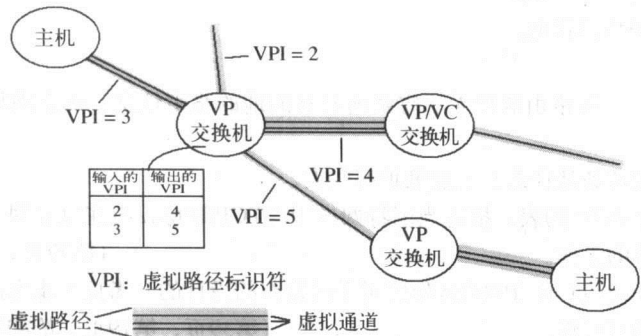 主机
VPI = 2
VPI = 3
VP
交换机
VP/VC
交换机
输入的
VPI
输出的
VPI
2
4
3
5
VPI = 4
VPI = 5
VP
交换机
主机
VPI：虚拟路径标识符
虚拟路径
虚拟通道